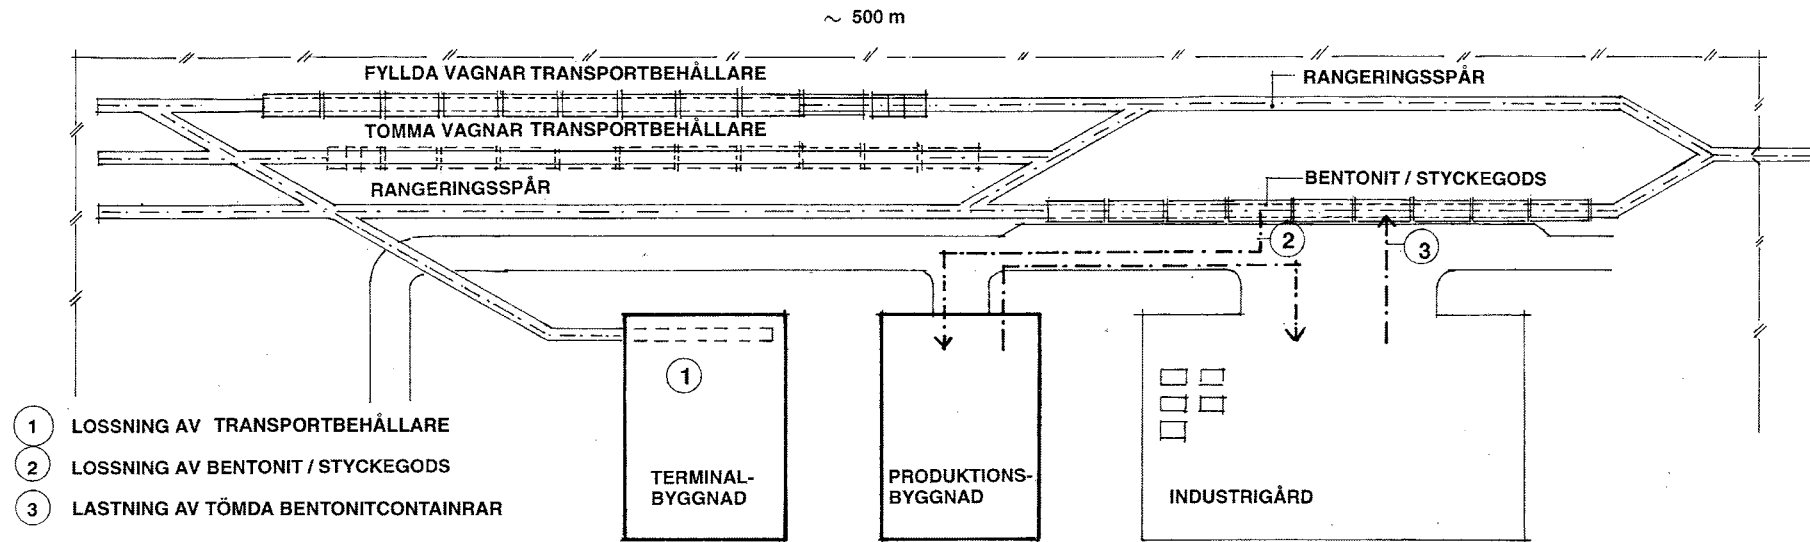 ~ 500 m
FYLLDA VAGNAR TRANSPORTBEHÅLLARE
RANGERINGSSPÅR
TOMMA VAGNAR TRANSPORTBEHÅLLARE
RANGERINGSSPÅR
BENTONIT / STYCKEGODS
2
3
1
1 LOSSNING AV TRANSPORTBEHÅLLARE
2 LOSSNING AV BENTONIT / STYCKEGODS
3 LASTNING AV TÖMDA BENTONITCONTAINRAR
TERMINAL-
BYGGNAD
PRODUKTIONS-
BYGGNAD
INDUSTRIGÅRD